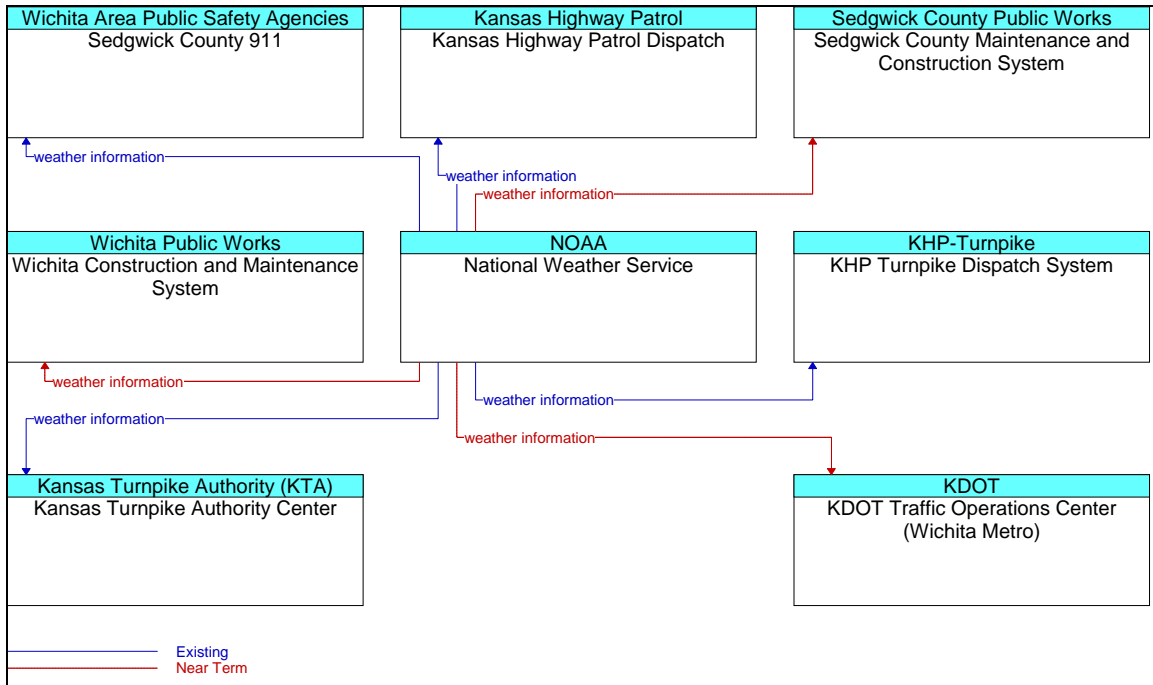 Wichita Area Public Safety Agencies
Sedgwick County 911
Kansas Highway Patrol
Kansas Highway Patrol Dispatch
Sedgwick County Public Works
Sedgwick County Maintenance and
Construction System
weather information
weather information
weather information
Wichita Public Works
Wichita Construction and Maintenance
System
NOAA
National Weather Service
KHP-Turnpike
KHP Turnpike Dispatch System
weather information
weather information
weather information
weather information
Kansas Turnpike Authority (KTA)
Kansas Turnpike Authority Center
KDOT
KDOT Traffic Operations Center
(Wichita Metro)
Existing
Near Term